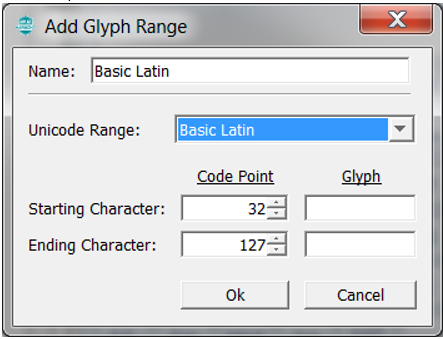 Add Glyph Range
Name: Basic Latin
Unicode Range: Basic Latin
Code Point Glyph
Starting Character: 32
Ending Character: 127
Ok Cancel